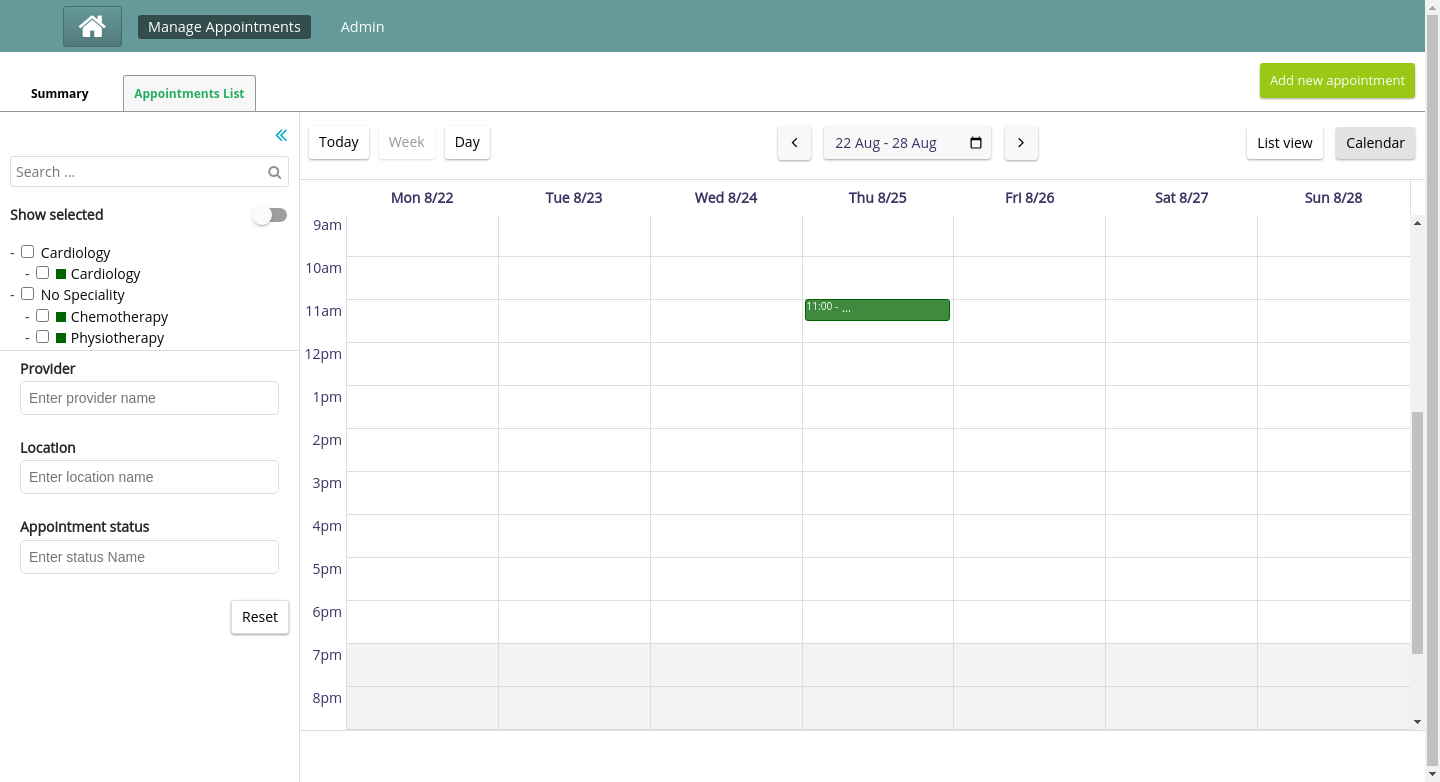 Manage Appointments Admin
Summary Appointments List Add new appointment
Today Week Day 22 Aug - 28 Aug List view Calendar
Search ...
Show selected
- Cardiology
- Cardiology
- No Speciality
- Chemotherapy
- Physiotherapy
Provider
Enter provider name
Location
Enter location name
Appointment status
Enter status Name
Reset
Mon 8/22 Tue 8/23 Wed 8/24 Thu 8/25 Fri 8/26 Sat 8/27 Sun 8/28
9am
10am
11am 11:00 - ...
12pm
1pm
2pm
3pm
4pm
5pm
6pm
7pm
8pm